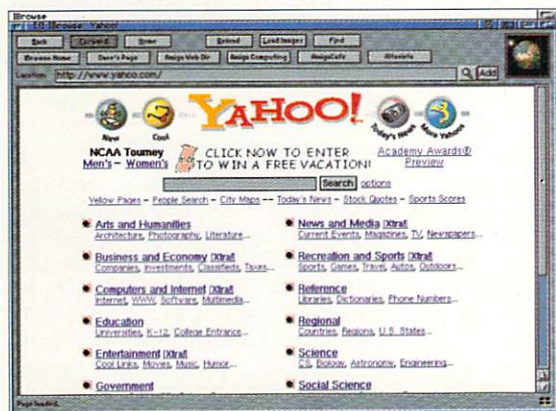 IBrowse
IBrowse: Yahoo!
Back Forward Home Reload Load Images Find
IBrowse Home Dave's Page Amiga Web Dir Amiga Computing AmigaCafe Altavista
Location: http://www.yahoo.com/ Add
YAHOO!
New Cool Today's News More Yahoos
NCAA Tourney
Men's - Women's
CLICK NOW TO ENTER
TO WIN A FREE VACATION!
Academy Awards®
Preview
Search options
Yellow Pages - People Search - City Maps -- Today's News - Stock Quotes - Sports Scores
Arts and Humanities
Architecture, Photography, Literature...
Business and Economy [Xtra!]
Companies, Investments, Classifieds, Taxes...
Computers and Internet [Xtra!]
Internet, WWW, Software, Multimedia...
Education
Universities, K-12, College Entrance...
Entertainment [Xtra!]
Cool Links, Movies, Music, Humor...
Government
News and Media [Xtra!]
Current Events, Magazines, TV, Newspapers...
Recreation and Sports [Xtra!]
Sports, Games, Travel, Autos, Outdoors...
Reference
Libraries, Dictionaries, Phone Numbers...
Regional
Countries, Regions, U.S. States...
Science
CS, Biology, Astronomy, Engineering...
Social Science
Page loaded.